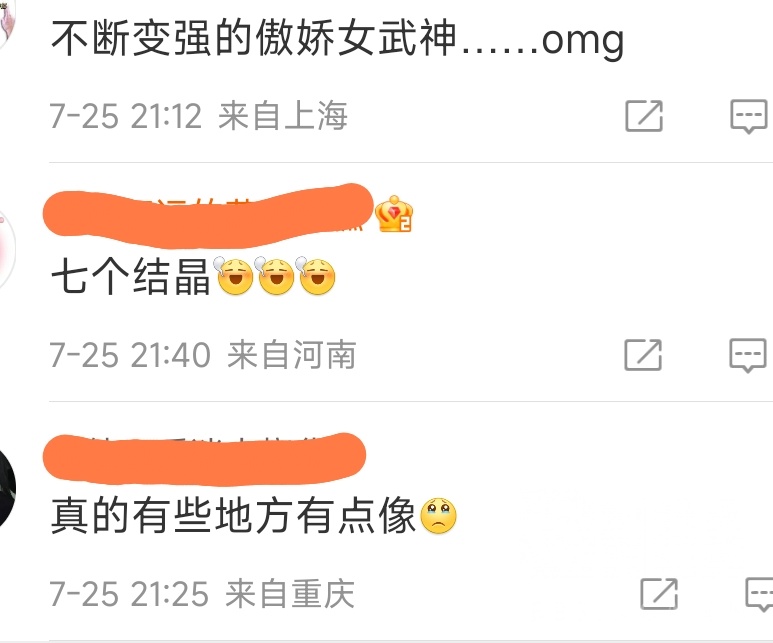 不断变强的傲娇女武神……omg
7-25 21:12 来自上海
七个结晶
7-25 21:40 来自河南
真的有些地方有点像
7-25 21:25 来自重庆